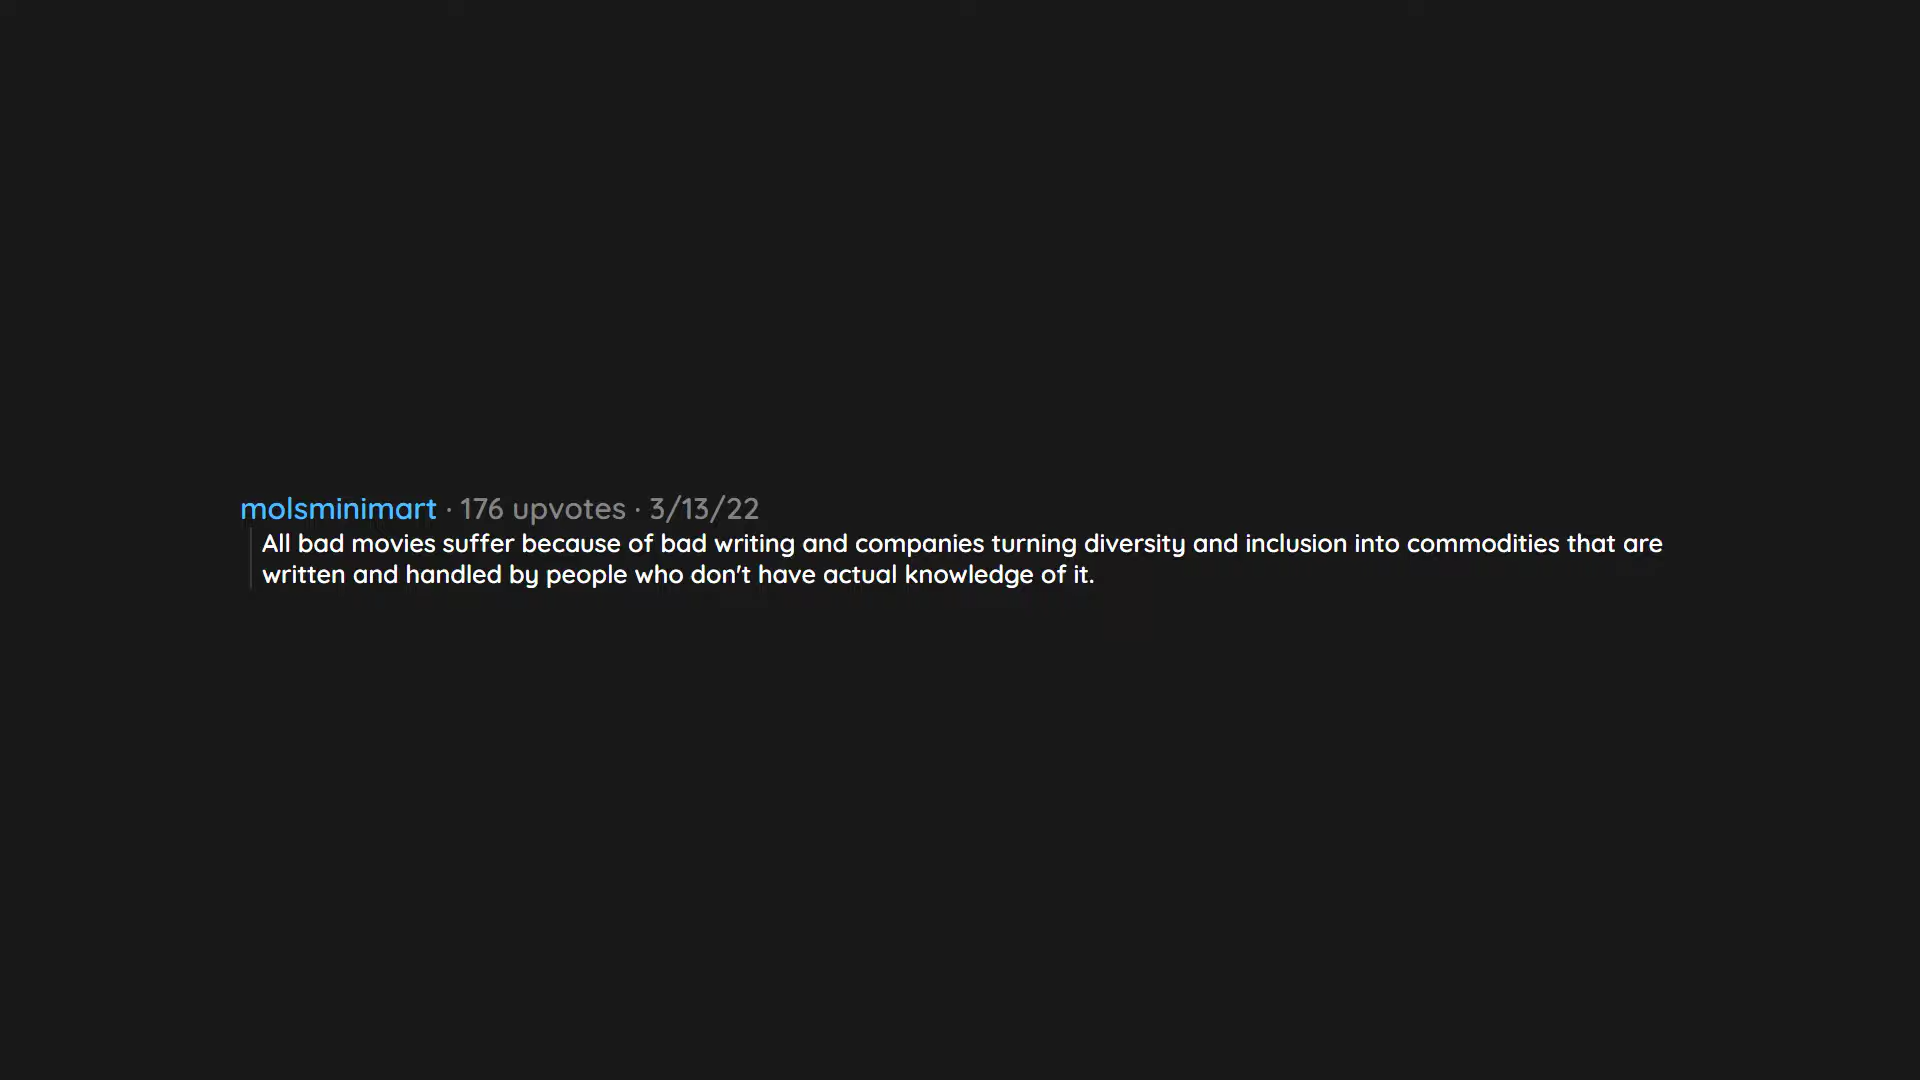 molsminimart · 176 upvotes · 3/13/22
All bad movies suffer because of bad writing and companies turning diversity and inclusion into commodities that are
written and handled by people who don't have actual knowledge of it.